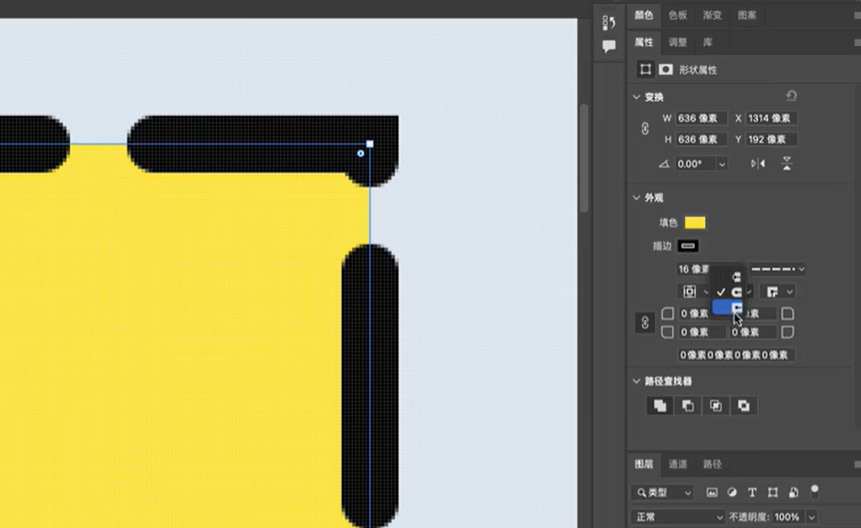 颜色 色板 渐变 图案
属性 调整 库
形状属性
变换
W 636 像素 X 1314 像素
H 636 像素 Y 192 像素
0.00°
外观
填色
描边
16 像素
0 像素 像素
0 像素 0 像素
0像素0像素0像素0像素
路径查找器
图层 通道 路径
类型 T
正常 不透明度: 100%